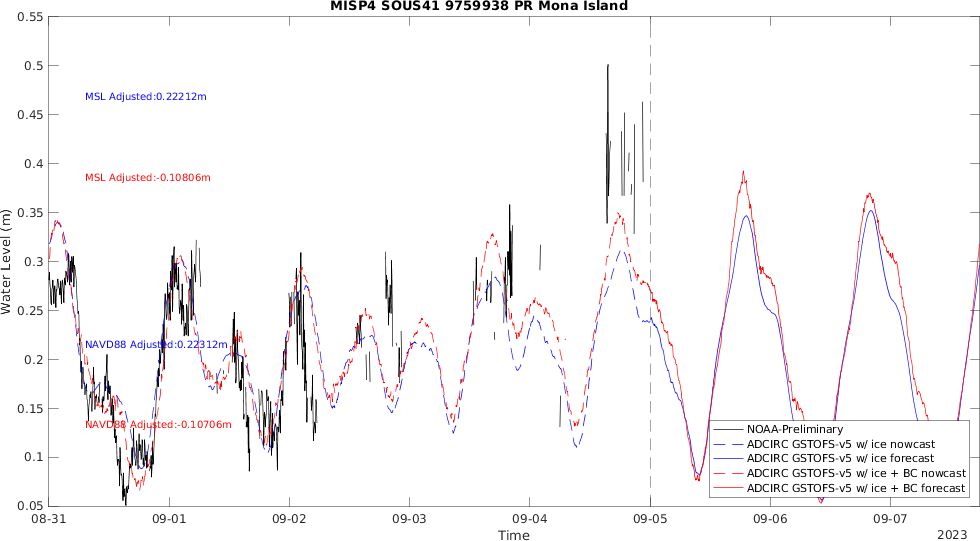 MISP4 SOUS41 9759938 PR Mona Island
0.55
0.5
0.45
0.4
0.35
0.3
0.25
0.2
0.15
0.1
0.05
Water Level (m)
MSL Adjusted:0.22212m
MSL Adjusted:-0.10806m
NAVD88 Adjusted:0.22312m
NAVD88 Adjusted:-0.10706m
NOAA-Preliminary
ADCIRC GSTOFS-v5 w/ ice nowcast
ADCIRC GSTOFS-v5 w/ ice forecast
ADCIRC GSTOFS-v5 w/ ice + BC nowcast
ADCIRC GSTOFS-v5 w/ ice + BC forecast
08-31 09-01 09-02 09-03 09-04 09-05 09-06 09-07
Time
2023